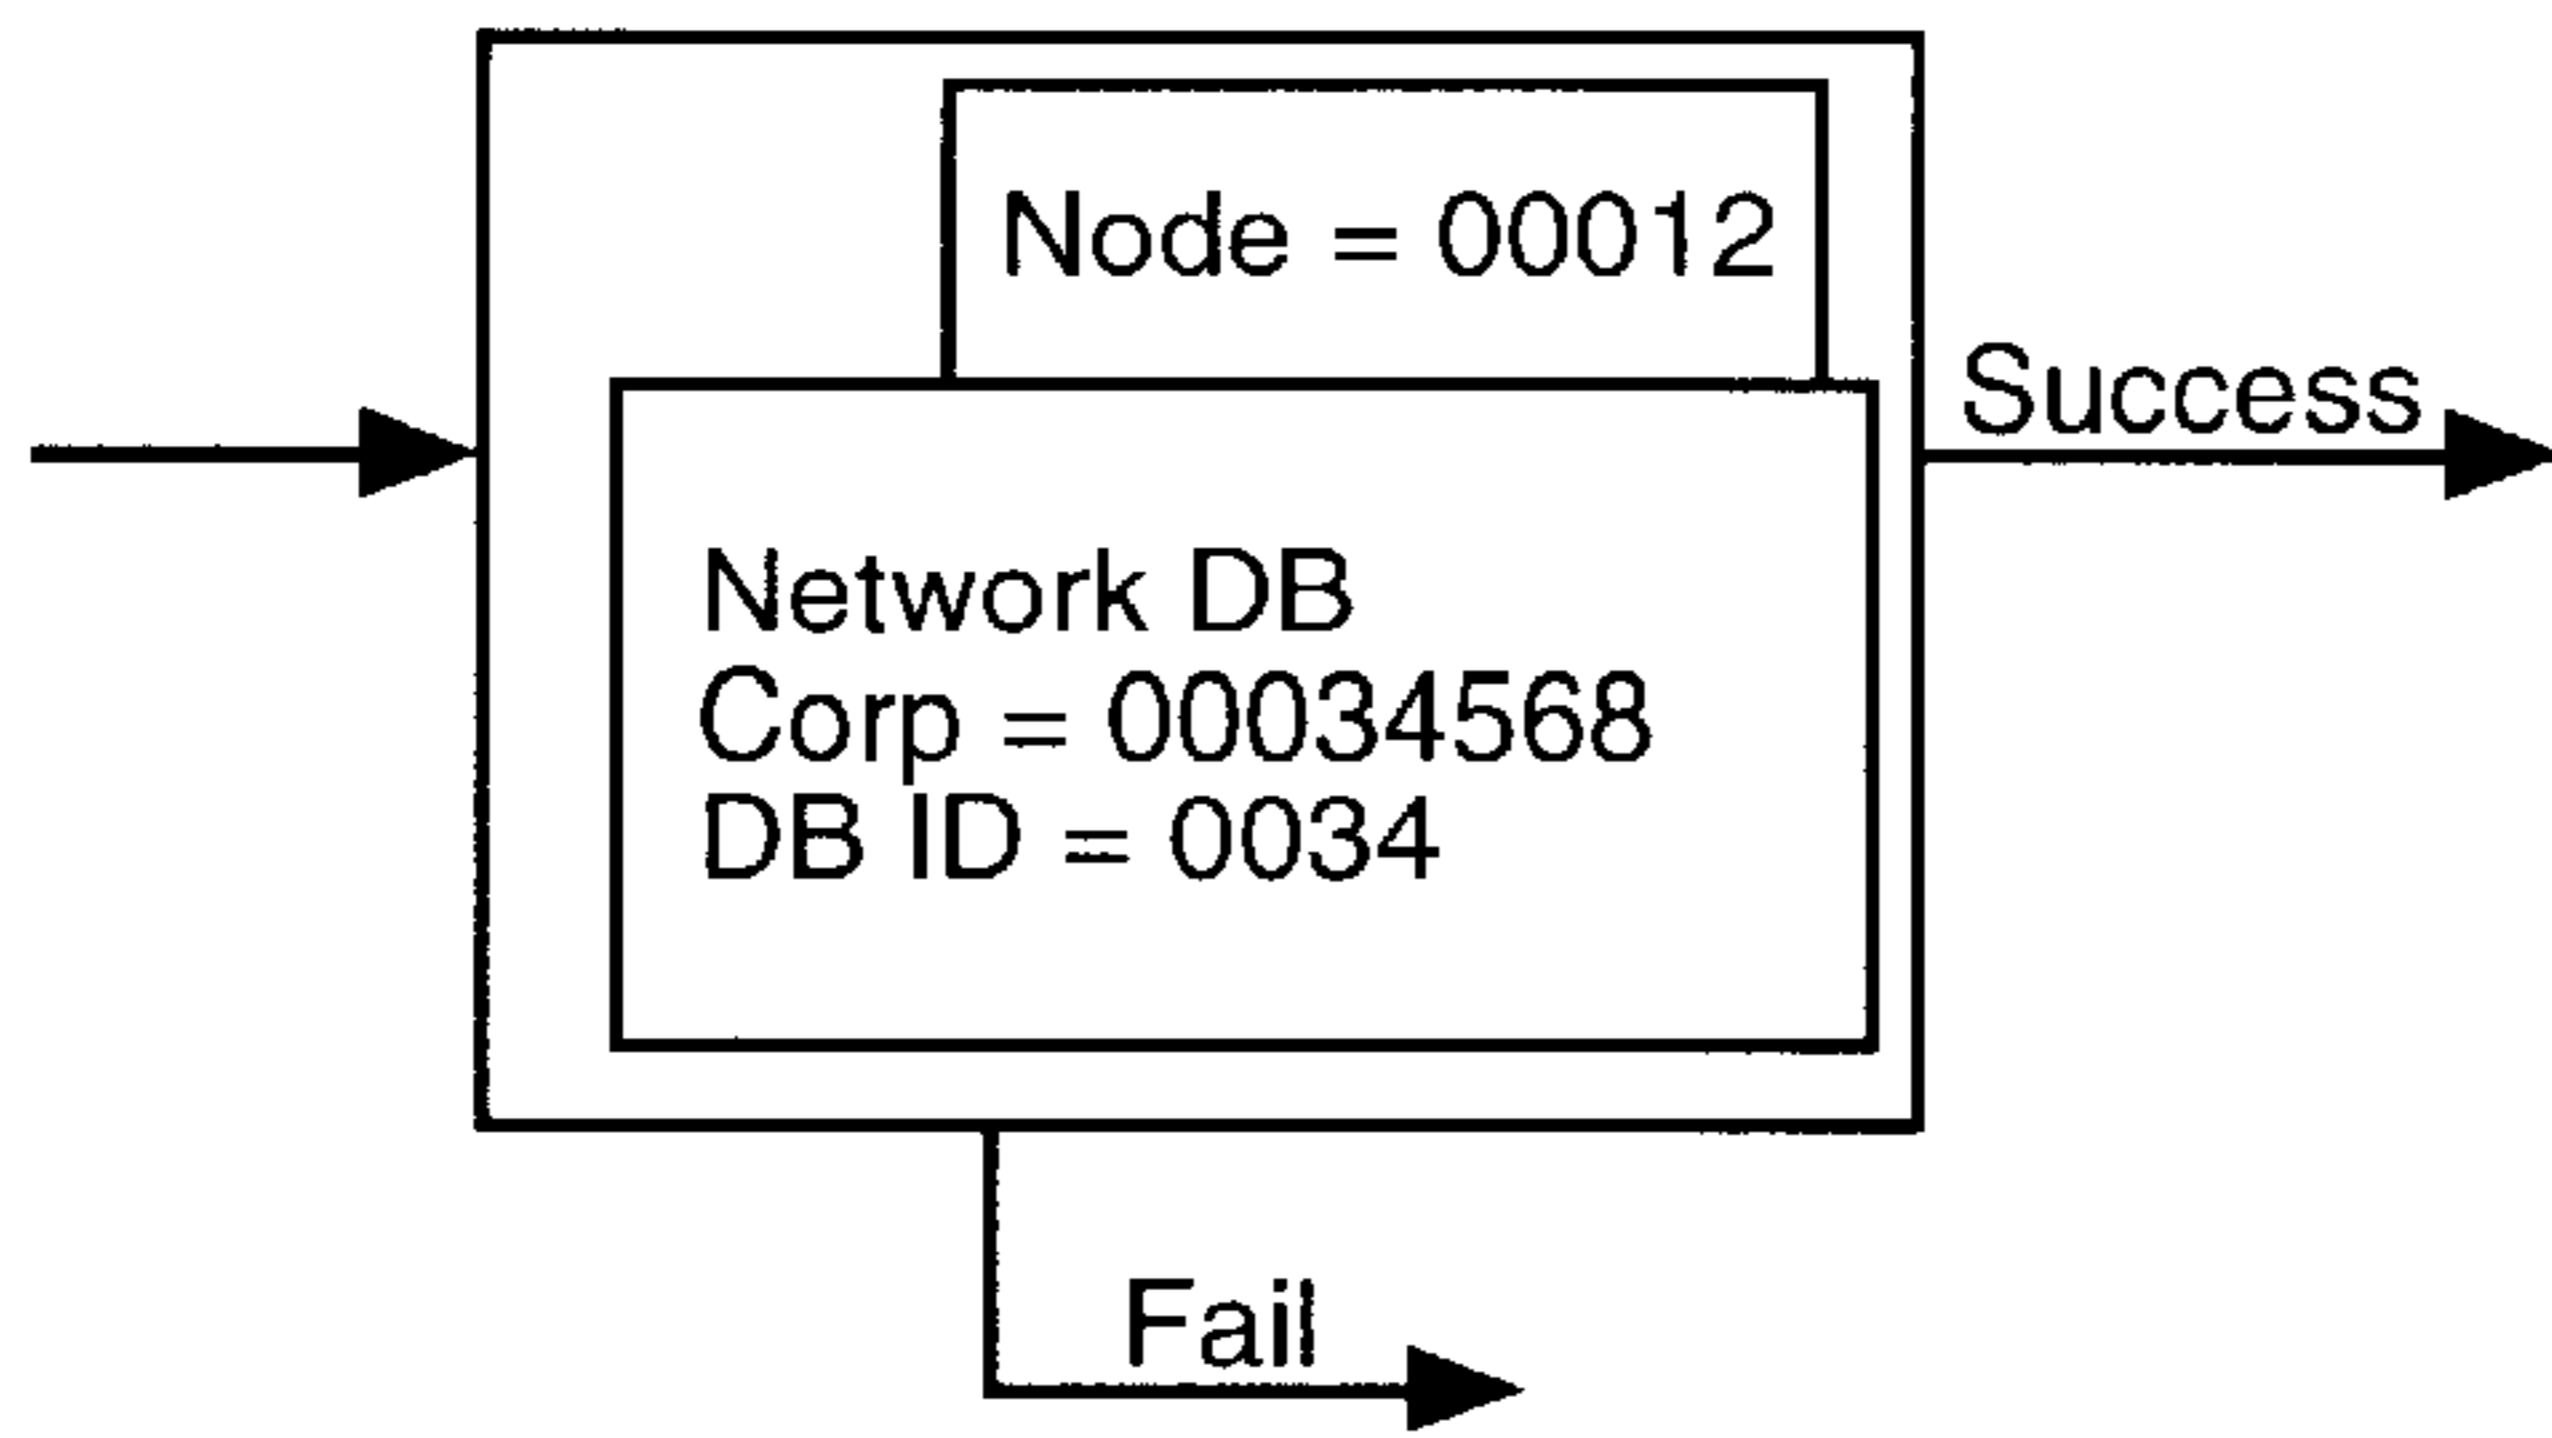 Node = 00012
Success
Network DB
Corp = 00034568
DB ID = 0034
Fail